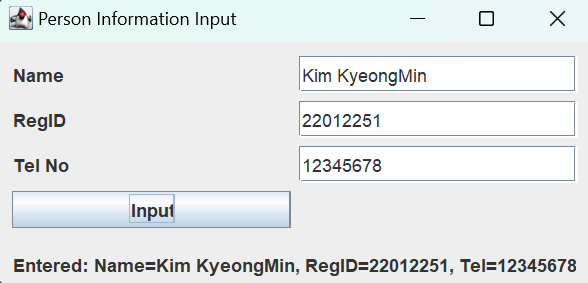 Person Information Input
Name Kim KyeongMin
RegID 22012251
Tel No 12345678
Input
Entered: Name=Kim KyeongMin, RegID=22012251, Tel=12345678